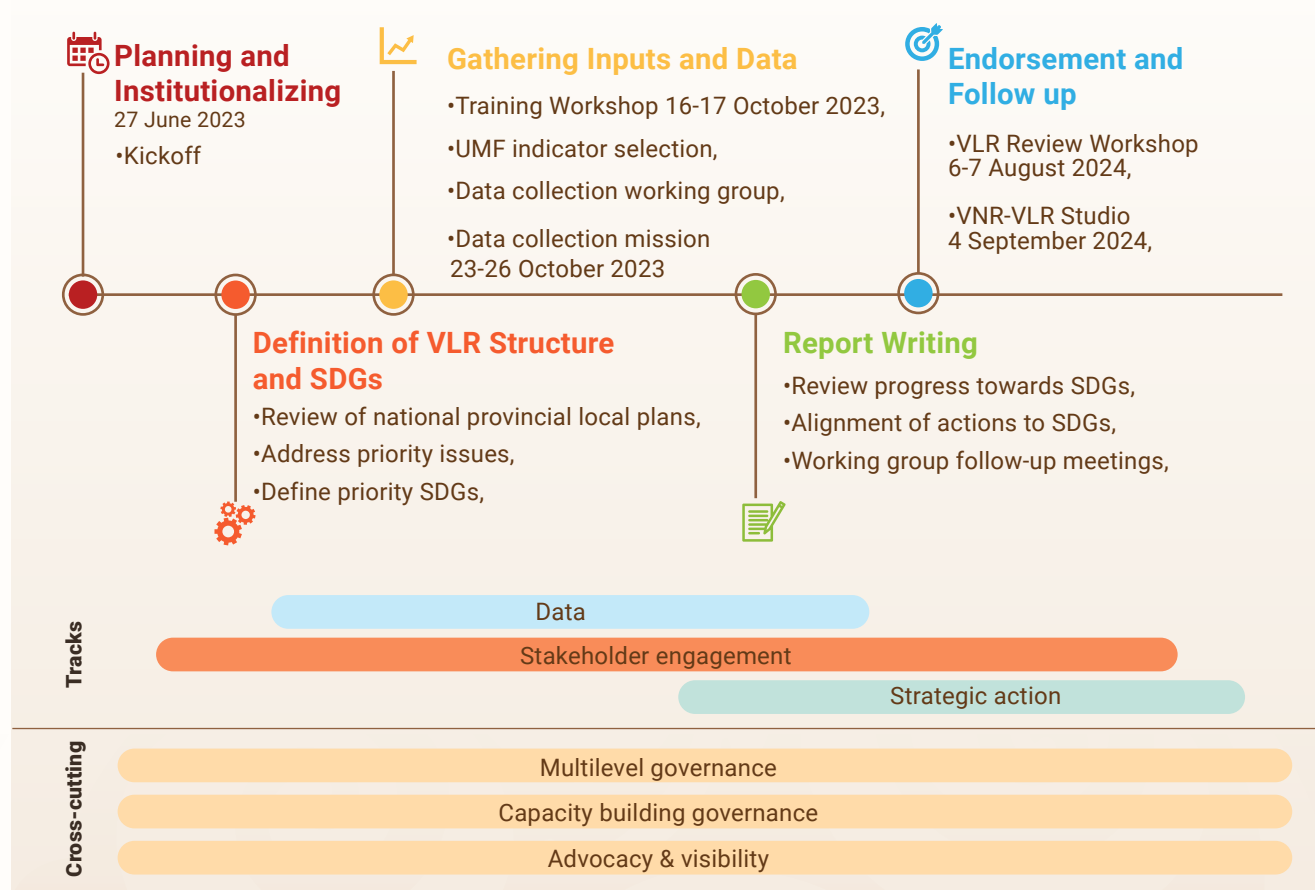 Planning and
Institutionalizing
27 June 2023
•Kickoff
Gathering Inputs and Data
•Training Workshop 16-17 October 2023,
•UMF indicator selection,
•Data collection working group,
•Data collection mission
23-26 October 2023
Endorsement and
Follow up
•VLR Review Workshop
6-7 August 2024,
•VNR-VLR Studio
4 September 2024,
Definition of VLR Structure
and SDGs
•Review of national provincial local plans,
•Address priority issues,
•Define priority SDGs,
Report Writing
•Review progress towards SDGs,
•Alignment of actions to SDGs,
•Working group follow-up meetings,
Tracks
Data
Stakeholder engagement
Strategic action
Cross-cutting
Multilevel governance
Capacity building governance
Advocacy & visibility